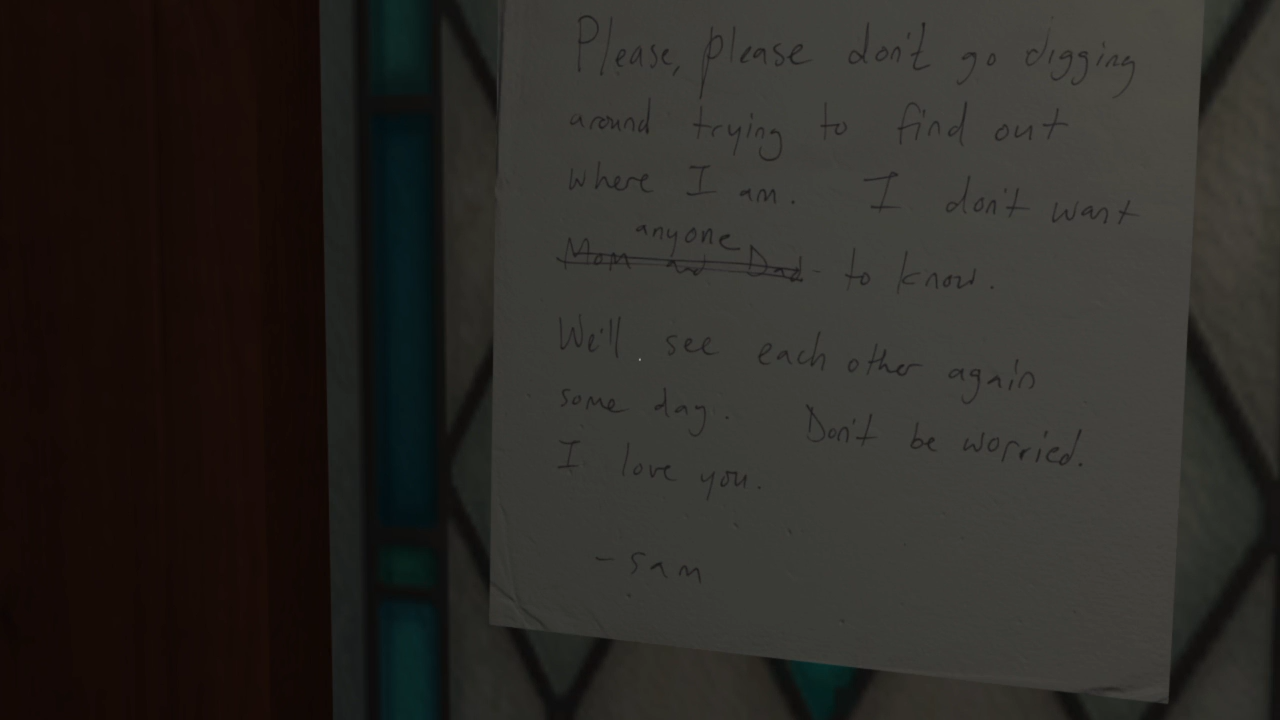 Please, please don't go digging
around trying to find out
where I am. I don't want
anyone
Mom and Dad to know.
We'll see each other again
some day. Don't be worried.
I love you.
- Sam